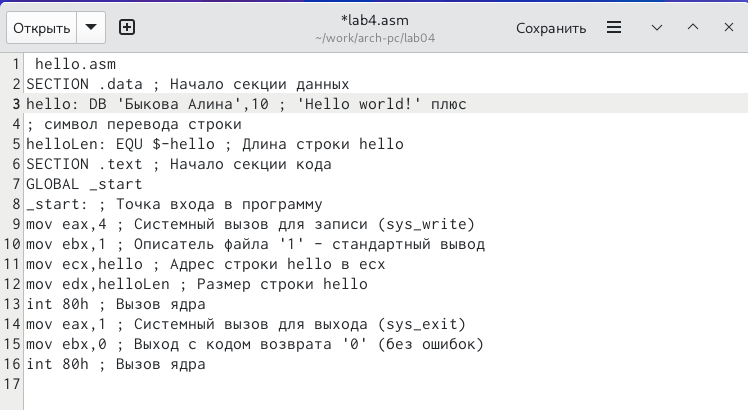 Открыть
*lab4.asm
~/work/arch-pc/lab04
Сохранить
1 hello.asm
2 SECTION .data ; Начало секции данных
3 hello: DB 'Быкова Алина',10 ; 'Hello world!' плюс
4 ; символ перевода строки
5 helloLen: EQU $-hello ; Длина строки hello
6 SECTION .text ; Начало секции кода
7 GLOBAL _start
8 _start: ; Точка входа в программу
9 mov eax,4 ; Системный вызов для записи (sys_write)
10 mov ebx,1 ; Описатель файла '1' - стандартный вывод
11 mov ecx,hello ; Адрес строки hello в ecx
12 mov edx,helloLen ; Размер строки hello
13 int 80h ; Вызов ядра
14 mov eax,1 ; Системный вызов для выхода (sys_exit)
15 mov ebx,0 ; Выход с кодом возврата '0' (без ошибок)
16 int 80h ; Вызов ядра
17